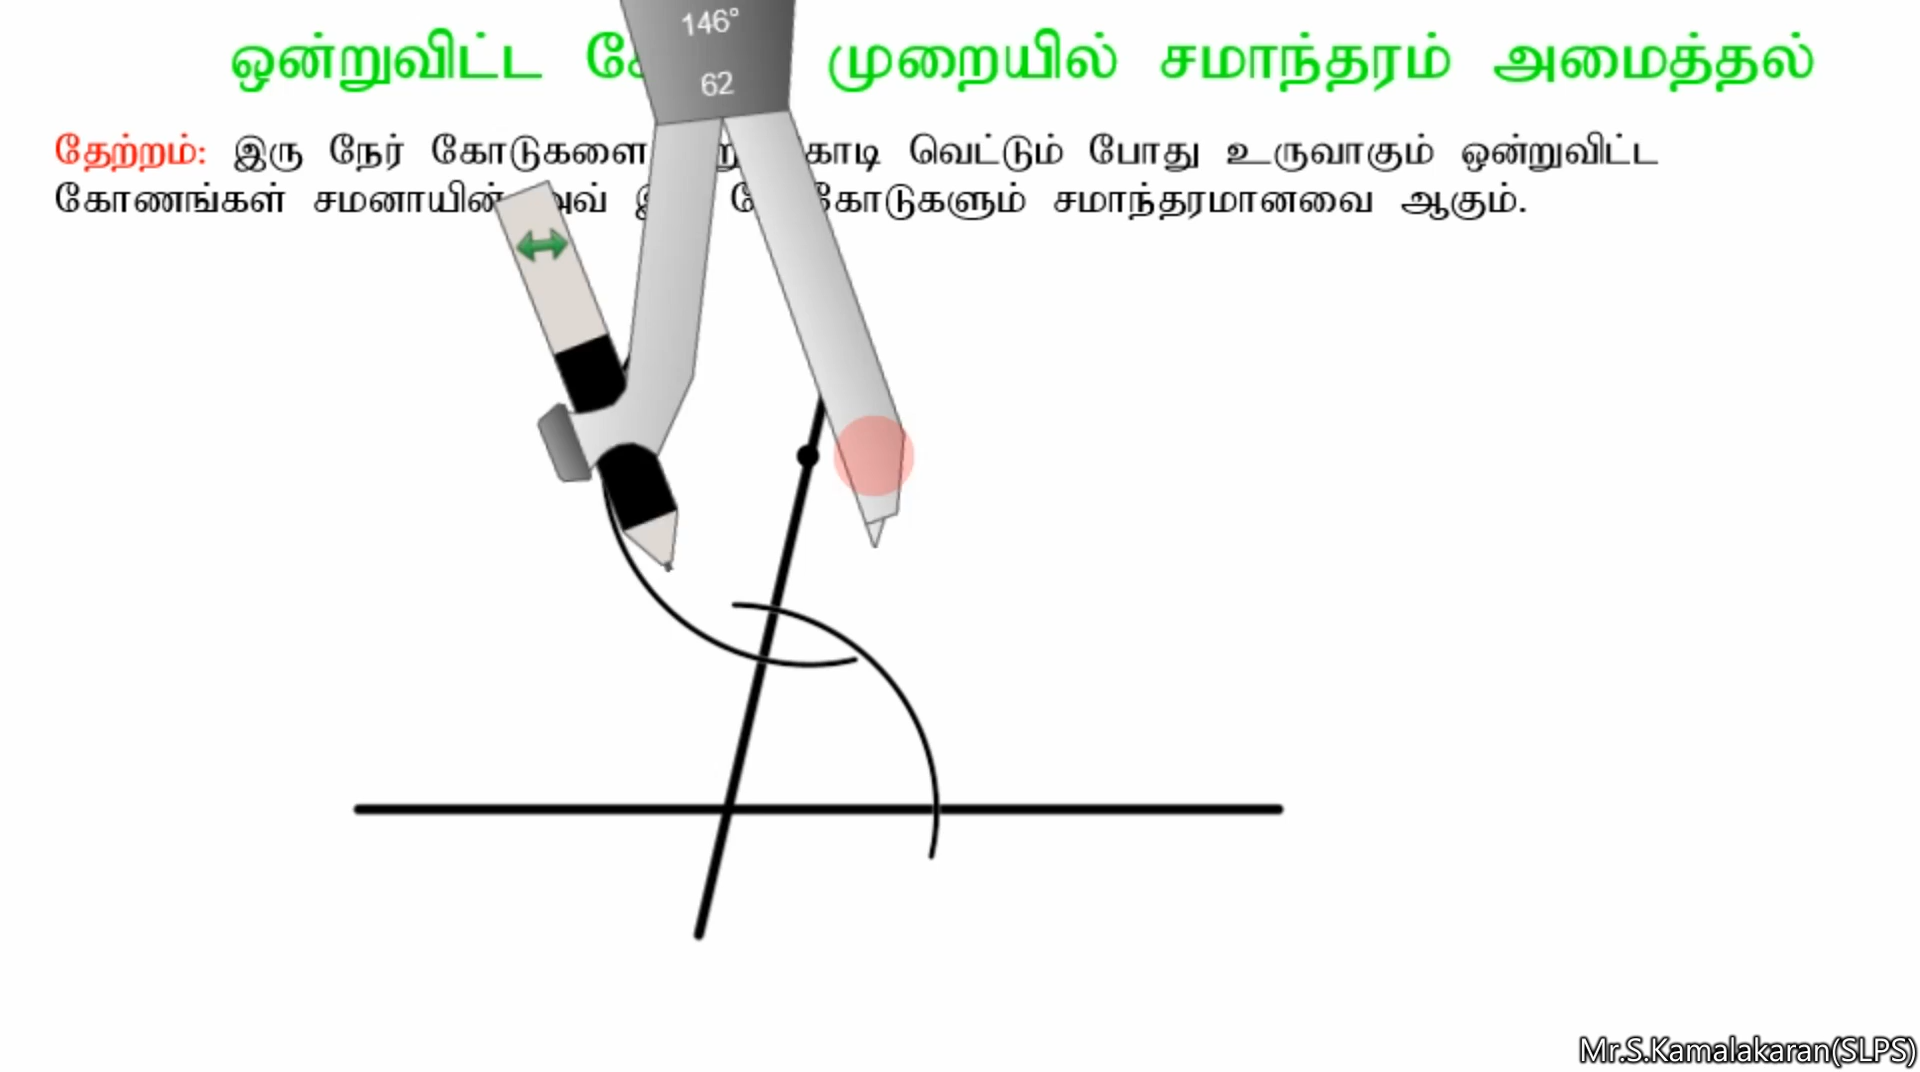 146°
62
ஒன்றுவிட்ட முறையில் சமாந்தரம் அமைத்தல்
தேற்றம்: இரு நேர் கோடுகளை வெட்டும் போது உருவாகும் ஒன்றுவிட்ட
கோணங்கள் சமனாயின் அவ் கோடுகளும் சமாந்தரமானவை ஆகும்.
Mr.S.Kamalakaran(SLPS)